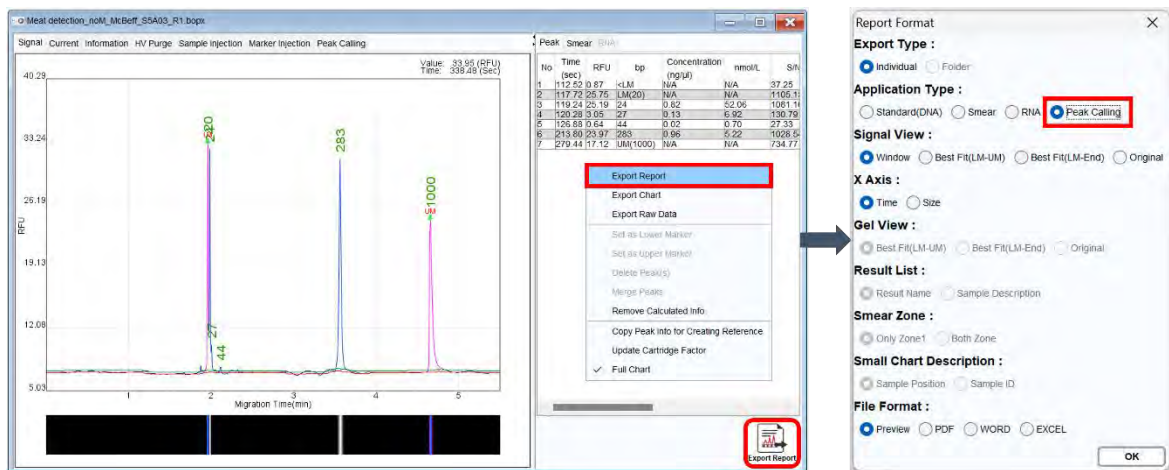 Meat detection_noM_McBeff_S5A03_R1.bopx
Signal Current Information HV Purge Sample Injection Marker Injection Peak Calling
Value: 33.95 (RFU)
Time: 338.48 (Sec)
40.29
33.24
26.19
19.13
12.08
5.03
RFU
27
44
283
1000
UM
1 2 3 4 5
Migration Time(min)
Peak Smear RNA
No Time (sec) RFU bp Concentration (ng/µl) nmol/L S/N
1 112.52 0.87 <LM N/A N/A 37.25
2 117.72 25.75 LM(20) N/A N/A 1105.1
3 119.24 25.19 24 0.82 52.06 1081.1
4 120.28 3.05 27 0.13 6.92 130.79
5 126.88 0.64 44 0.02 0.70 27.33
6 213.80 23.97 283 0.96 5.22 1028.5
7 279.44 17.12 UM(1000) N/A N/A 734.77
Export Report
Export Chart
Export Raw Data
Set as Lower Marker
Set as Upper Marker
Delete Peak(s)
Merge Peaks
Remove Calculated Info
Copy Peak Info for Creating Reference
Update Cartridge Factor
✓ Full Chart
Export Report
Report Format
Export Type :
Individual Folder
Application Type :
Standard(DNA) Smear RNA Peak Calling
Signal View :
Window Best Fit(LM-UM) Best Fit(LM-End) Original
X Axis :
Time Size
Gel View :
Best Fit(LM-UM) Best Fit(LM-End) Original
Result List :
Result Name Sample Description
Smear Zone :
Only Zone1 Both Zone
Small Chart Description :
Sample Position Sample ID
File Format :
Preview PDF WORD EXCEL
OK